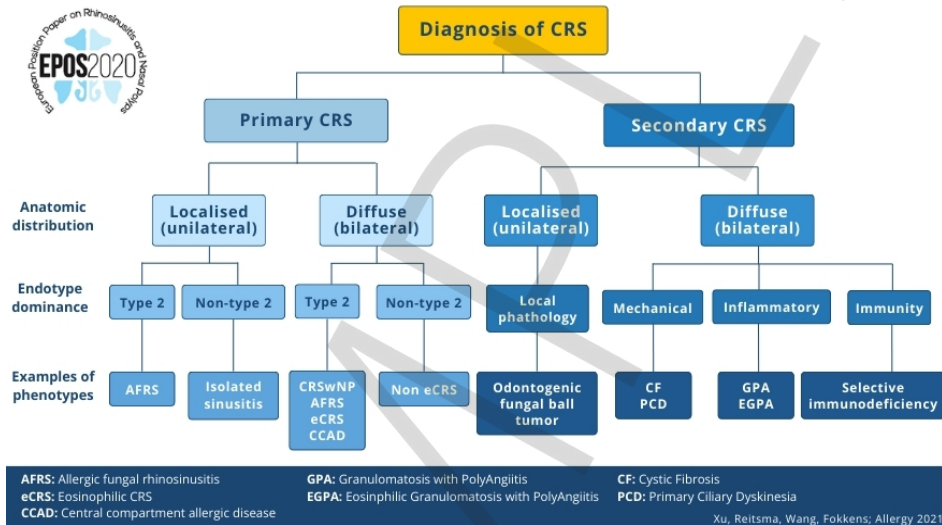 Diagnosis of CRS
European Position Paper on Rhinosinusitis and Nasal Polyps
EPOS2020
Primary CRS
Secondary CRS
Anatomic
distribution
Localised
(unilateral)
Diffuse
(bilateral)
Localised
(unilateral)
Diffuse
(bilateral)
Endotype
dominance
Type 2
Non-type 2
Type 2
Non-type 2
Local
phathology
Mechanical
Inflammatory
Immunity
Examples of
phenotypes
AFRS
Isolated
sinusitis
CRSwNP
AFRS
eCRS
CCAD
Non eCRS
Odontogenic
fungal ball
tumor
CF
PCD
GPA
EGPA
Selective
immunodeficiency
AFRS: Allergic fungal rhinosinusitis
eCRS: Eosinophilic CRS
CCAD: Central compartment allergic disease
GPA: Granulomatosis with PolyAngiitis
EGPA: Eosinphilic Granulomatosis with PolyAngiitis
CF: Cystic Fibrosis
PCD: Primary Ciliary Dyskinesia
Xu, Reitsma, Wang, Fokkens; Allergy 2021